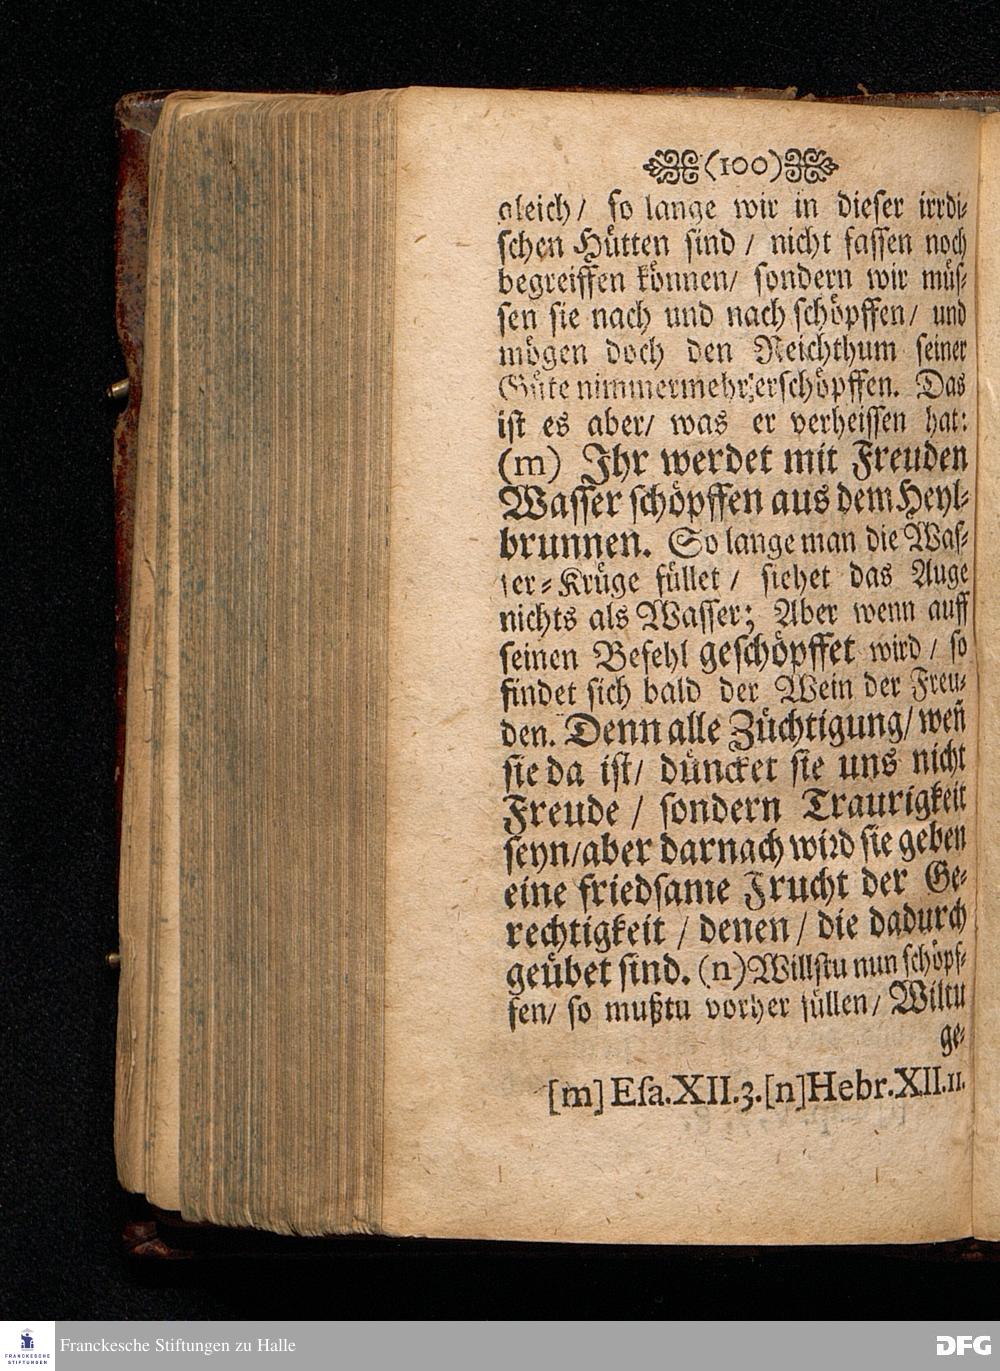 (100)
gleich/ so lange wir in dieser irrdi-
schen Hütten sind / nicht fassen noch
begreiffen können/ sondern wir müs-
sen sie nach und nach schöpffen/ und
mögen doch den Reichthum seiner
Güte nimmermehr erschöpffen. Das
ist es aber/ was er verheissen hat:
(m) Ihr werdet mit Freuden
Wasser schöpffen aus dem Heyl-
brunnen. So lange man die Was-
ser-Krüge füllet / siehet das Auge
nichts als Wasser; Aber wenn auff
seinen Befehl geschöpffet wird / so
findet sich bald der Wein der Freu-
den. Denn alle Züchtigung/ weñ
sie da ist/ düncket sie uns nicht
Freude / sondern Traurigkeit
seyn/aber darnach wird sie geben
eine friedsame Frucht der Ge-
rechtigkeit / denen / die dadurch
geübet sind. (n) Willstu nun schöpf-
fen/ so mußtu vorher füllen/ Wiltu
ge-
[m] Esa.XII.3.[n]Hebr.XII.11.
FRANCKESCHE STIFTUNGEN
Franckesche Stiftungen zu Halle
DFG